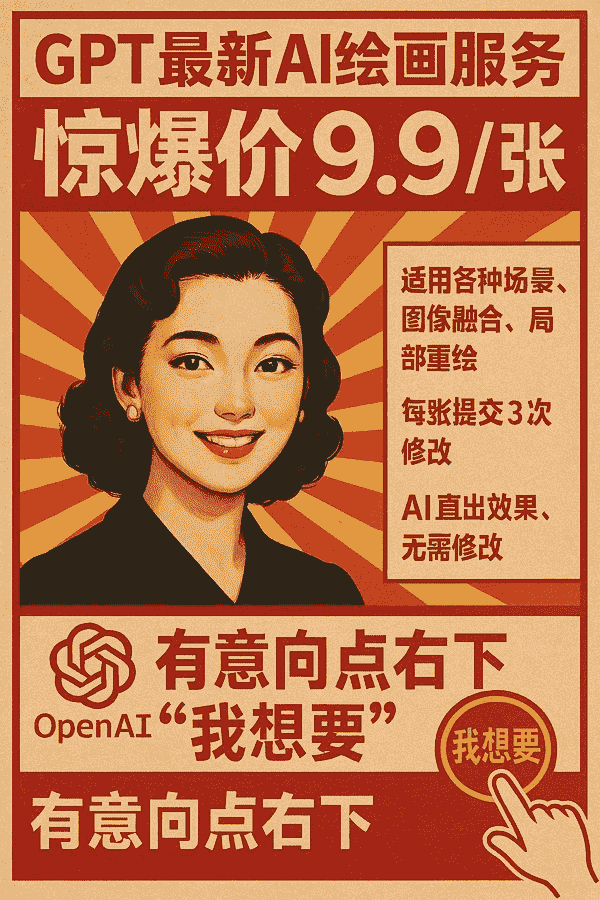 GPT最新AI绘画服务
惊爆价9.9/张
适用各种场景、
图像融合、局
部重绘
每张提交3次
修改
AI直出效果、
无需修改
有意向点右下
OpenAI“我想要”
我想要
有意向点右下